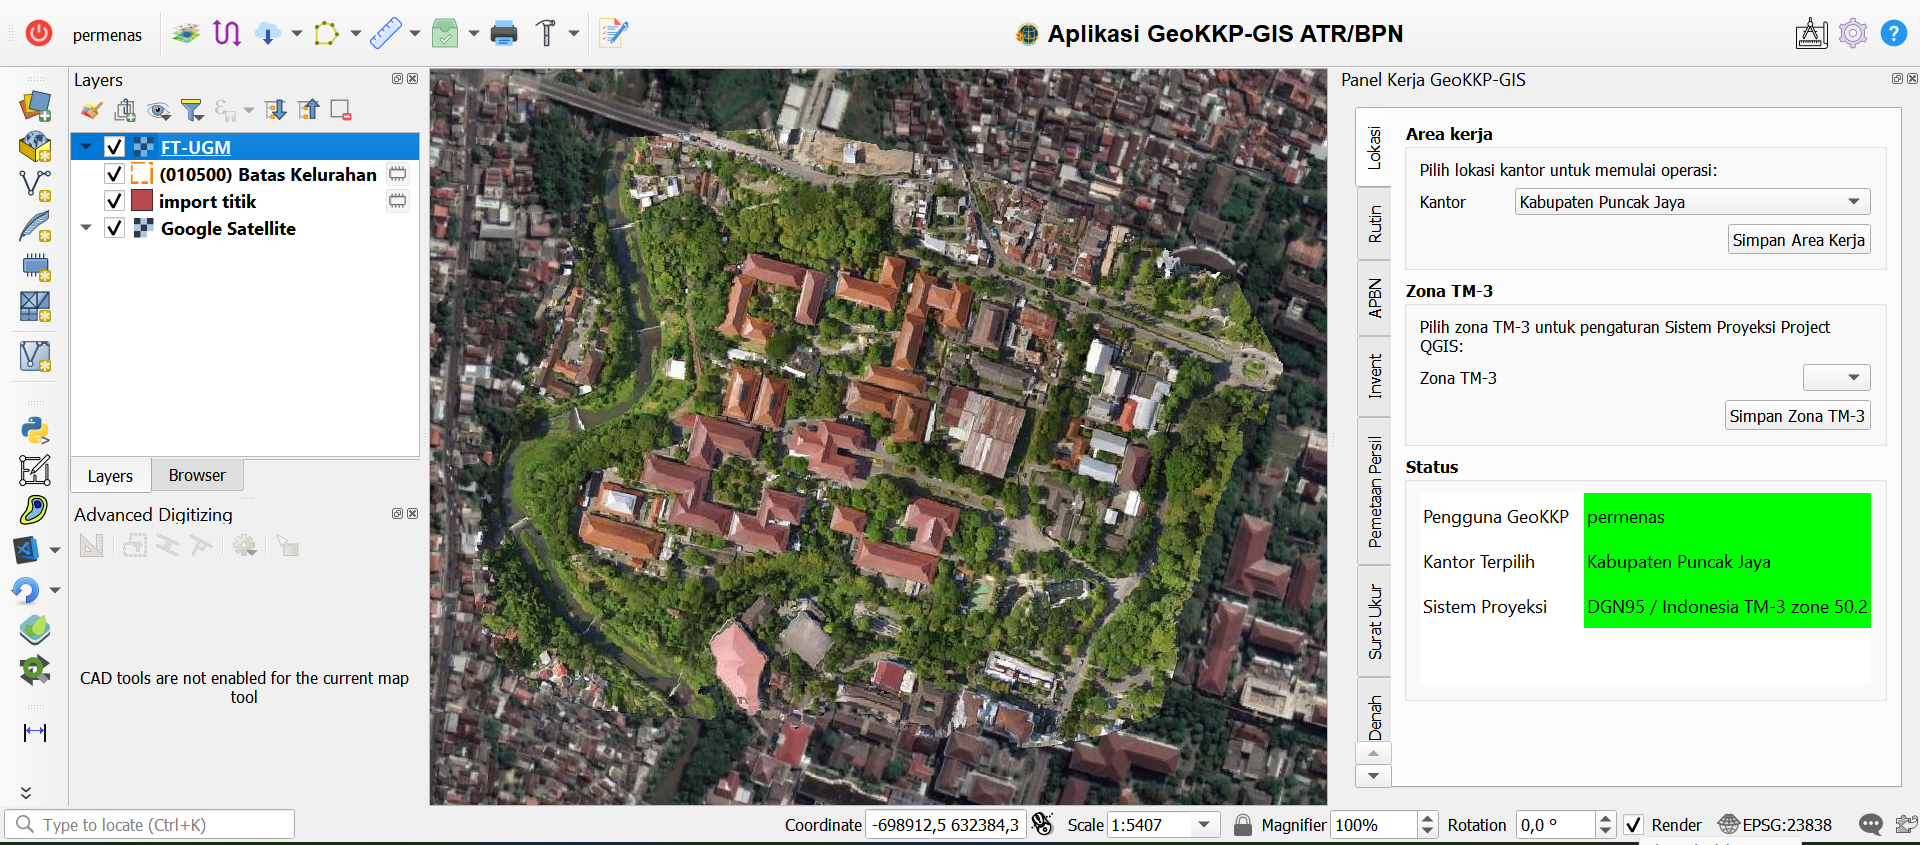 permenas
Aplikasi GeoKKP-GIS ATR/BPN
Layers
FT-UGM
(010500) Batas Kelurahan
import titik
Google Satellite
Layers
Browser
Advanced Digitizing
CAD tools are not enabled for the current map
tool
Panel Kerja GeoKKP-GIS
Lokasi
Rutin
APBN
Invent
Pemetaan Persil
Surat Ukur
Denah
Area kerja
Pilih lokasi kantor untuk memulai operasi:
Kantor
Kabupaten Puncak Jaya
Simpan Area Kerja
Zona TM-3
Pilih zona TM-3 untuk pengaturan Sistem Proyeksi Project
QGIS:
Zona TM-3
Simpan Zona TM-3
Status
Pengguna GeoKKP permenas
Kantor Terpilih Kabupaten Puncak Jaya
Sistem Proyeksi DGN95 / Indonesia TM-3 zone 50.2
Type to locate (Ctrl+K)
Coordinate -698912,5 632384,3
Scale 1:5407
Magnifier 100%
Rotation 0,0 °
Render
EPSG:23838